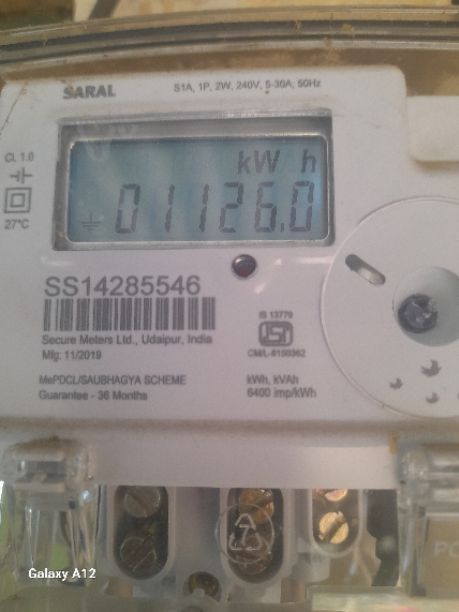 SARAL
S1A, 1P, 2W, 240V, 5-30A, 50Hz
Cl. 1.0
27°C
kW h
01126.0
SS14285546
Secure Meters Ltd., Udaipur, India
Mfg: 11/2019
IS 13779
CM/L-8150362
MePDCL/SAUBHAGYA SCHEME
Guarantee - 36 Months
kWh, kVAh
6400 imp/kWh
Galaxy A12